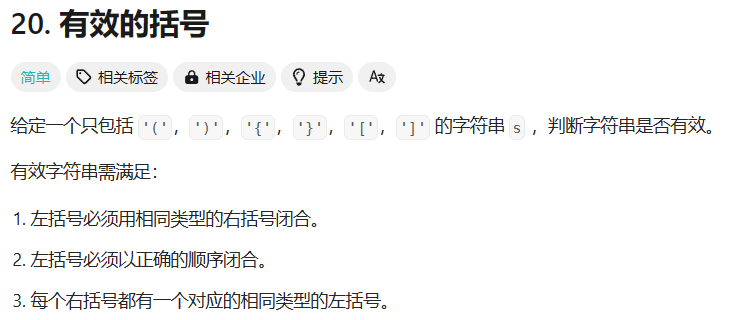 20. 有效的括号
简单 相关标签 相关企业 提示 A文
给定一个只包括 '(', ')', '{', '}', '[', ']' 的字符串 s ，判断字符串是否有效。
有效字符串需满足：
1. 左括号必须用相同类型的右括号闭合。
2. 左括号必须以正确的顺序闭合。
3. 每个右括号都有一个对应的相同类型的左括号。